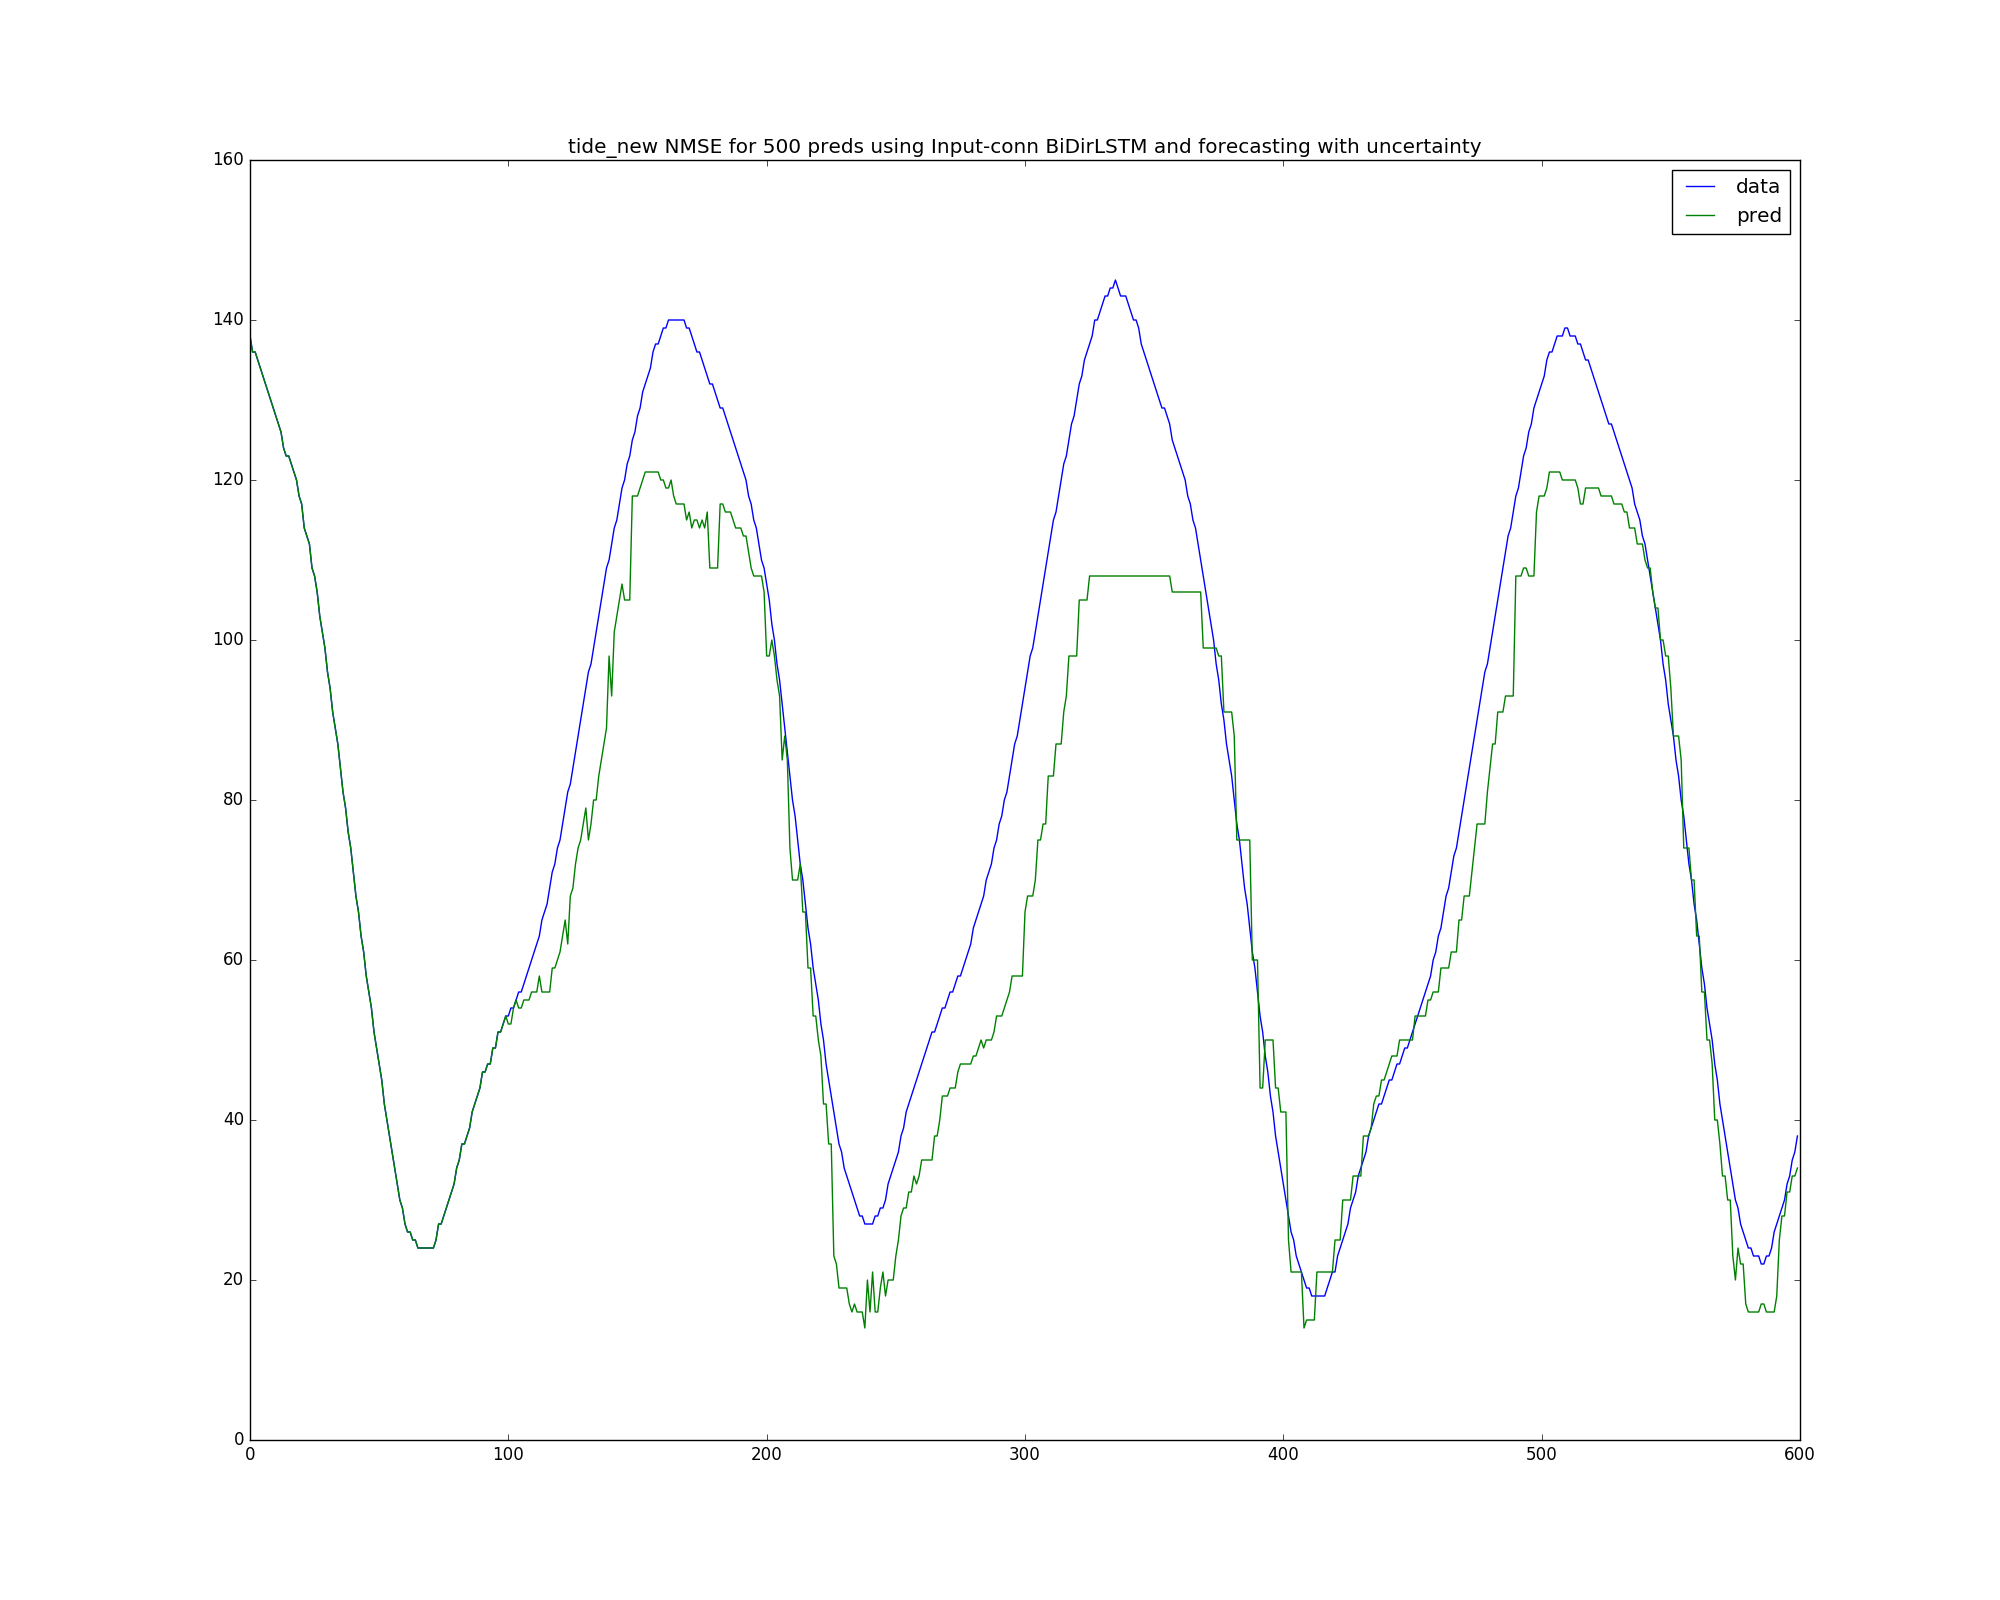 tide_new NMSE for 500 preds using Input-conn BiDirLSTM and forecasting with uncertainty
160
data
pred
140
120
100
80
60
40
20
0
0 100 200 300 400 500 600